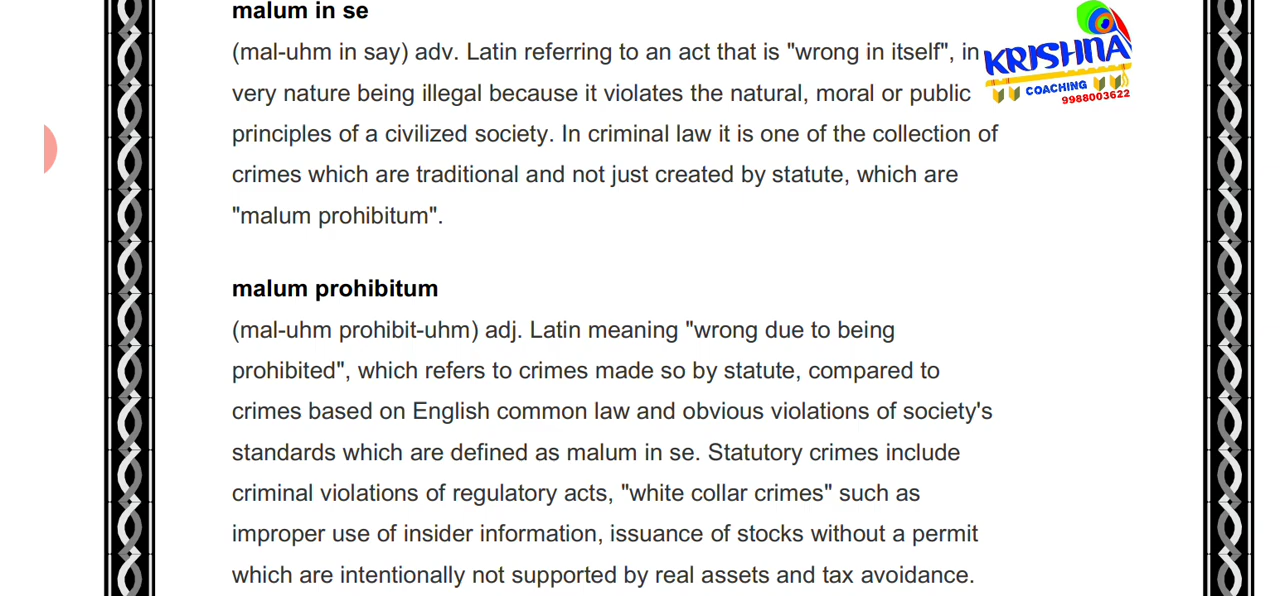 malum in se
(mal-uhm in say) adv. Latin referring to an act that is "wrong in itself", in
very nature being illegal because it violates the natural, moral or public
principles of a civilized society. In criminal law it is one of the collection of
crimes which are traditional and not just created by statute, which are
"malum prohibitum".
KRISHNA
COACHING
9988003622
malum prohibitum
(mal-uhm prohibit-uhm) adj. Latin meaning "wrong due to being
prohibited", which refers to crimes made so by statute, compared to
crimes based on English common law and obvious violations of society's
standards which are defined as malum in se. Statutory crimes include
criminal violations of regulatory acts, "white collar crimes" such as
improper use of insider information, issuance of stocks without a permit
which are intentionally not supported by real assets and tax avoidance.